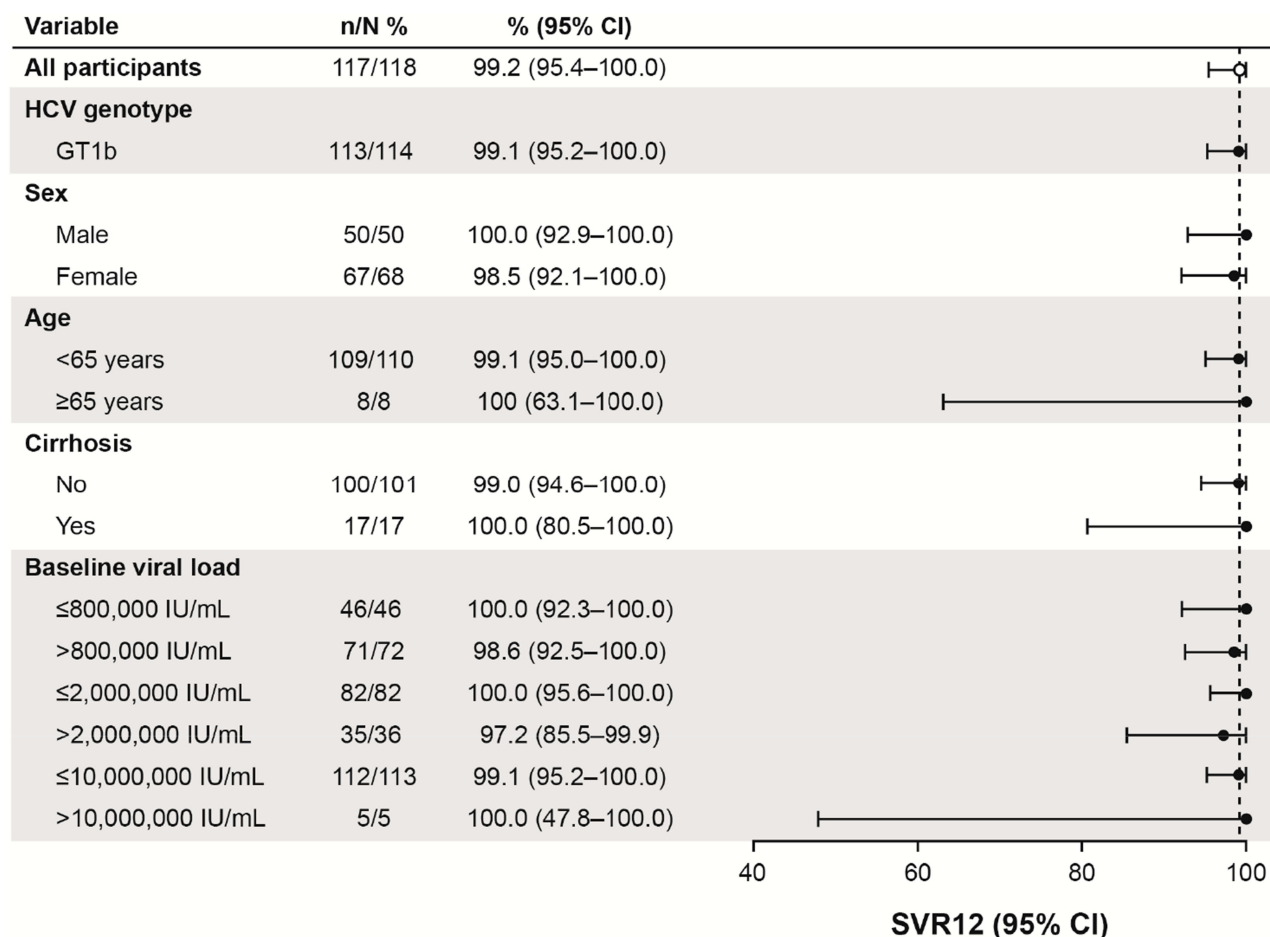 Variable n/N % % (95% CI)
All participants 117/118 99.2 (95.4–100.0)
HCV genotype
GT1b 113/114 99.1 (95.2–100.0)
Sex
Male 50/50 100.0 (92.9–100.0)
Female 67/68 98.5 (92.1–100.0)
Age
<65 years 109/110 99.1 (95.0–100.0)
≥65 years 8/8 100 (63.1–100.0)
Cirrhosis
No 100/101 99.0 (94.6–100.0)
Yes 17/17 100.0 (80.5–100.0)
Baseline viral load
≤800,000 IU/mL 46/46 100.0 (92.3–100.0)
>800,000 IU/mL 71/72 98.6 (92.5–100.0)
≤2,000,000 IU/mL 82/82 100.0 (95.6–100.0)
>2,000,000 IU/mL 35/36 97.2 (85.5–99.9)
≤10,000,000 IU/mL 112/113 99.1 (95.2–100.0)
>10,000,000 IU/mL 5/5 100.0 (47.8–100.0)
40 60 80 100
SVR12 (95% CI)